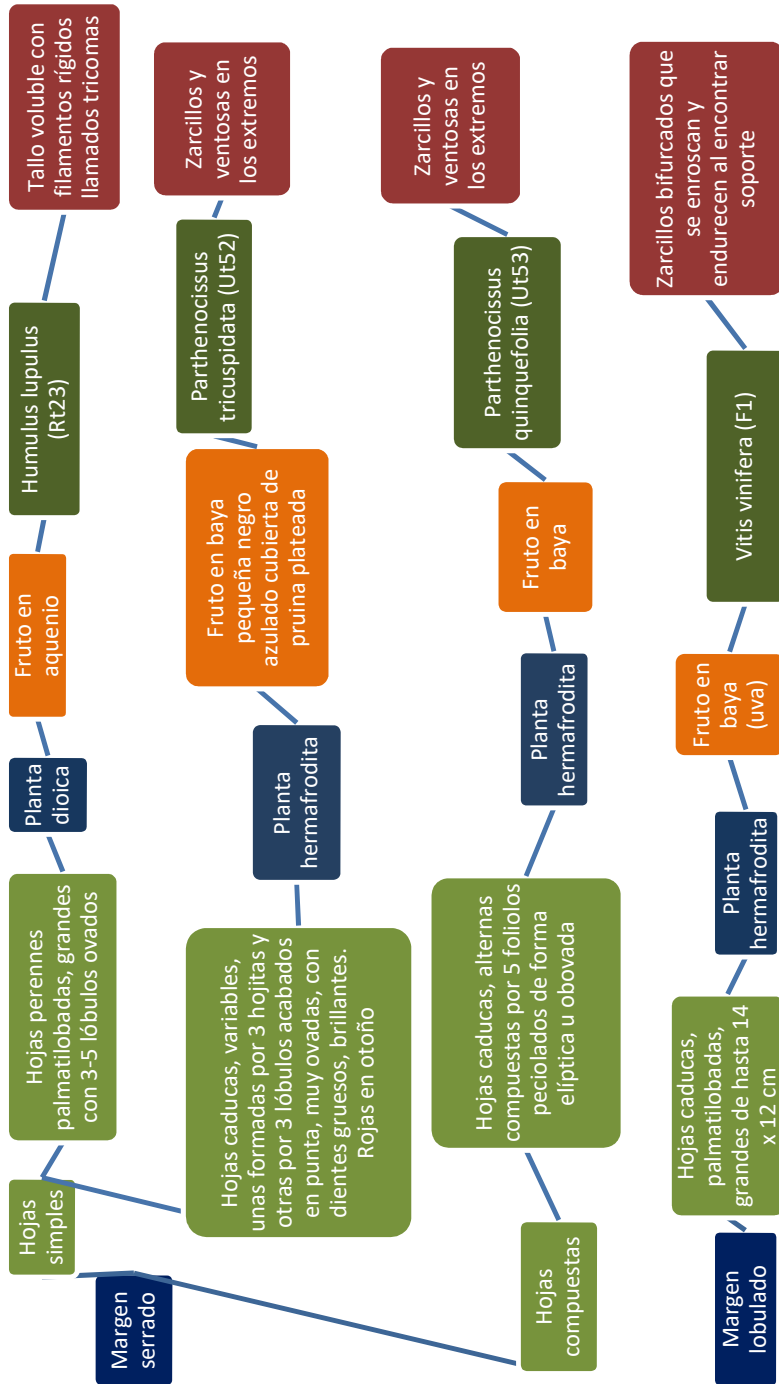 Margen
serrado
Hojas
simples
Hojas perennes
palmatilobadas, grandes
con 3-5 lóbulos ovados
Planta
dioica
Fruto en
aquenio
Humulus lupulus
(Rt23)
Tallo voluble con
filamentos rígidos
llamados tricomas
Hojas caducas, variables,
unas formadas por 3 hojitas y
otras por 3 lóbulos acabados
en punta, muy ovadas, con
dientes gruesos, brillantes.
Rojas en otoño
Planta
hermafrodita
Fruto en baya
pequeña negro
azulado cubierta de
pruina plateada
Parthenocissus
tricuspidata (Ut52)
Zarcillos y
ventosas en
los extremos
Hojas
compuestas
Hojas caducas, alternas
compuestas por 5 foliolos
peciolados de forma
elíptica u obovada
Planta
hermafrodita
Fruto en
baya
Parthenocissus
quinquefolia (Ut53)
Zarcillos y
ventosas en
los extremos
Margen
lobulado
Hojas caducas,
palmatilobadas,
grandes de hasta 14
x 12 cm
Planta
hermafrodita
Fruto en
baya
(uva)
Vitis vinifera (F1)
Zarcillos bifurcados que
se enroscan y
endurecen al encontrar
soporte